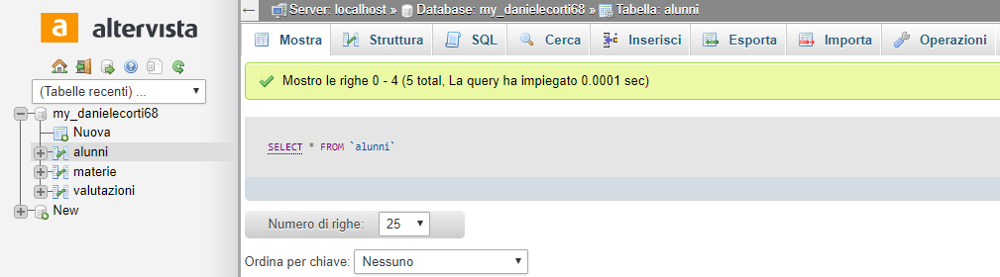 a altervista
(Tabelle recenti) ...
my_danielecorti68
Nuova
alunni
materie
valutazioni
New
Server: localhost » Database: my_danielecorti68 » Tabella: alunni
Mostra Struttura SQL Cerca Inserisci Esporta Importa Operazioni
Mostro le righe 0 - 4 (5 total, La query ha impiegato 0.0001 sec)
SELECT * FROM `alunni`
Numero di righe: 25
Ordina per chiave: Nessuno